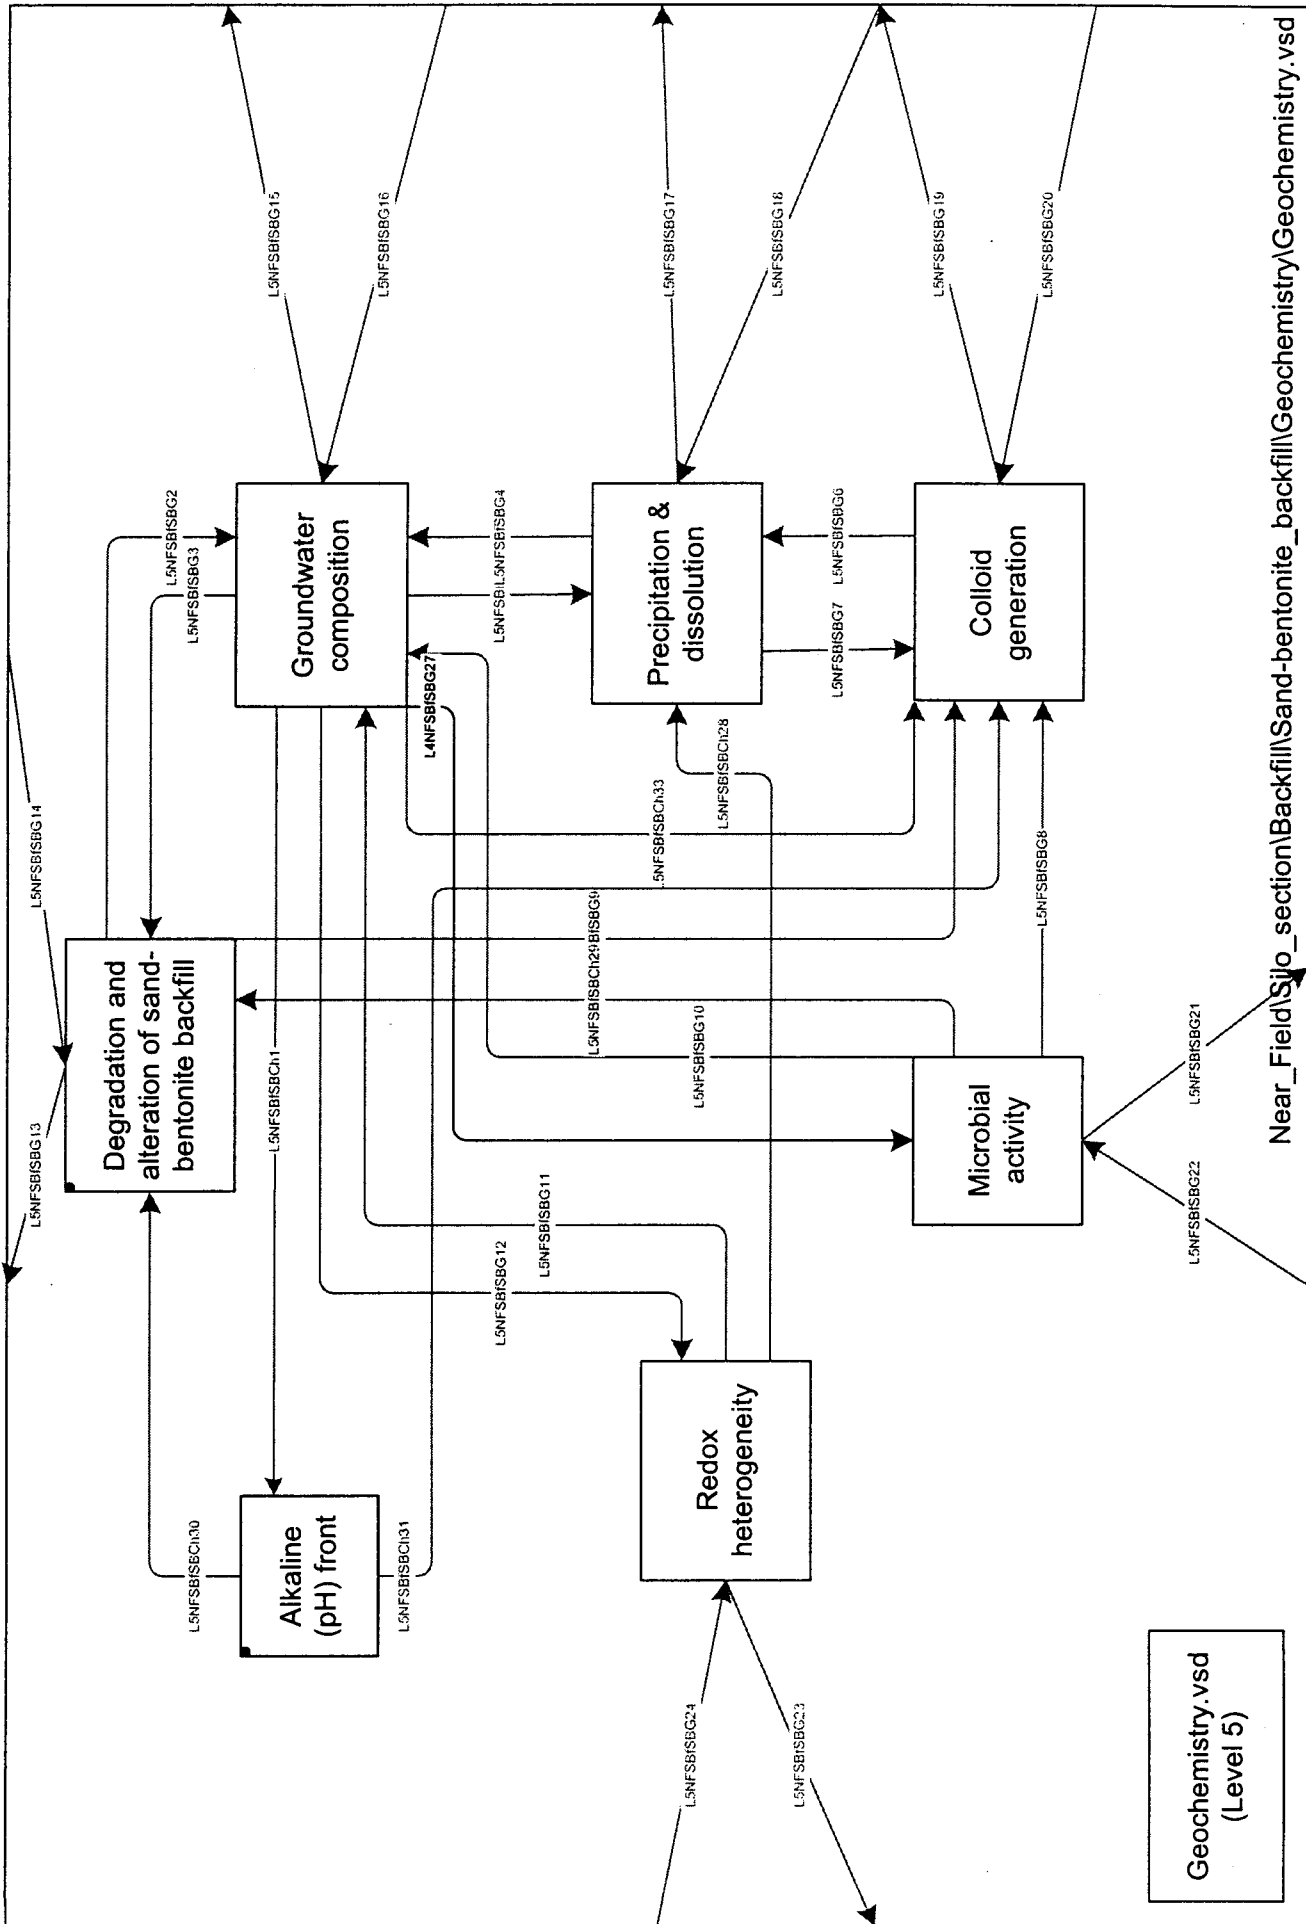 L5NFSBfSBG13
L5NFSBfSBG14
Degradation and
alteration of sand-
bentonite backfill
L5NFSBfSBCh30
L5NFSBfSBG3
L5NFSBfSBG2
Alkaline
(pH) front
L5NFSBfSBCh1
Groundwater
composition
L5NFSBfSBG15
L5NFSBfSBG16
L5NFSBfSBCh31
L4NFSBfSBG27
L5NFSBfSBG12
L5NFSBfSBG11
L5NFSBfL5NFSBfSBG4
L5NFSBfSBCh29BfSBG9
L5NFSBfSBCh33
Redox
heterogeneity
L5NFSBfSBG10
L5NFSBfSBCh28
Precipitation &
dissolution
L5NFSBfSBG17
L5NFSBfSBG18
L5NFSBfSBG24
L5NFSBfSBG23
L5NFSBfSBG7
L5NFSBfSBG6
Microbial
activity
L5NFSBfSBG8
Colloid
generation
L5NFSBfSBG19
L5NFSBfSBG20
L5NFSBfSBG22
L5NFSBfSBG21
Geochemistry.vsd
(Level 5)
Near_Field\Silo_section\Backfill\Sand-bentonite_backfill\Geochemistry\Geochemistry.vsd